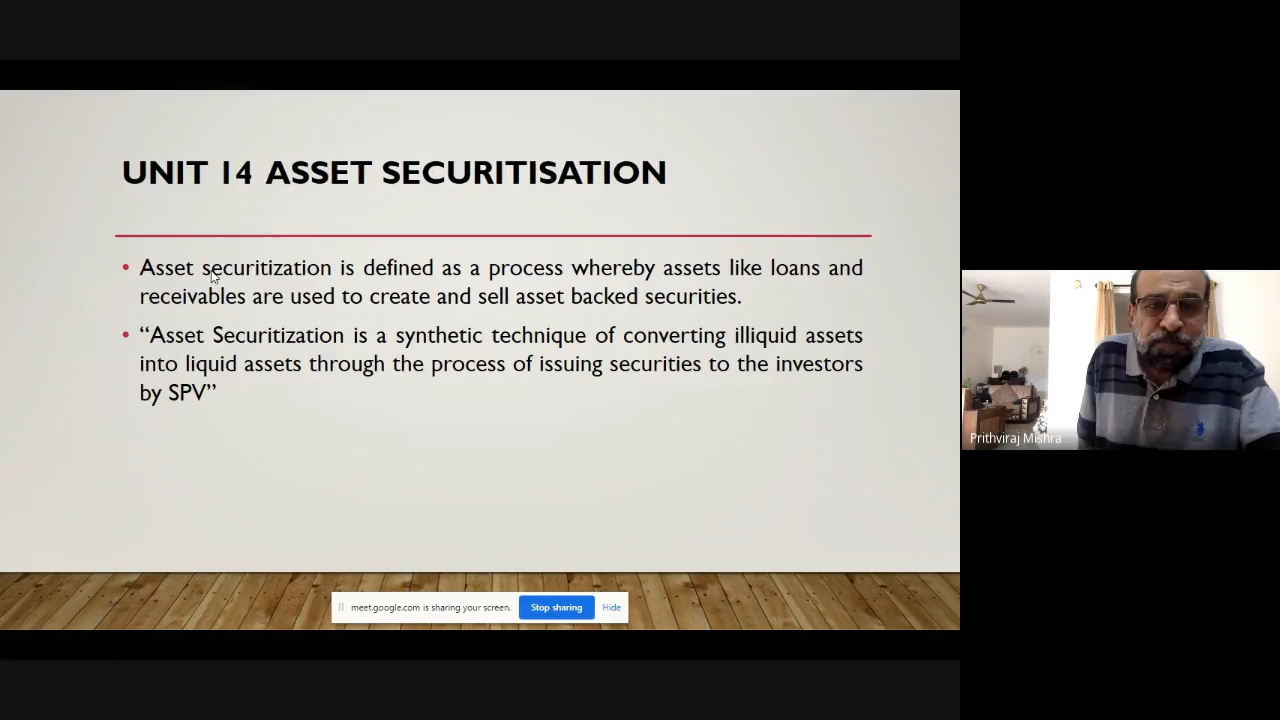 UNIT 14 ASSET SECURITISATION
• Asset securitization is defined as a process whereby assets like loans and
receivables are used to create and sell asset backed securities.
• “Asset Securitization is a synthetic technique of converting illiquid assets
into liquid assets through the process of issuing securities to the investors
by SPV”
meet.google.com is sharing your screen. Stop sharing Hide
Prithviraj Mishra